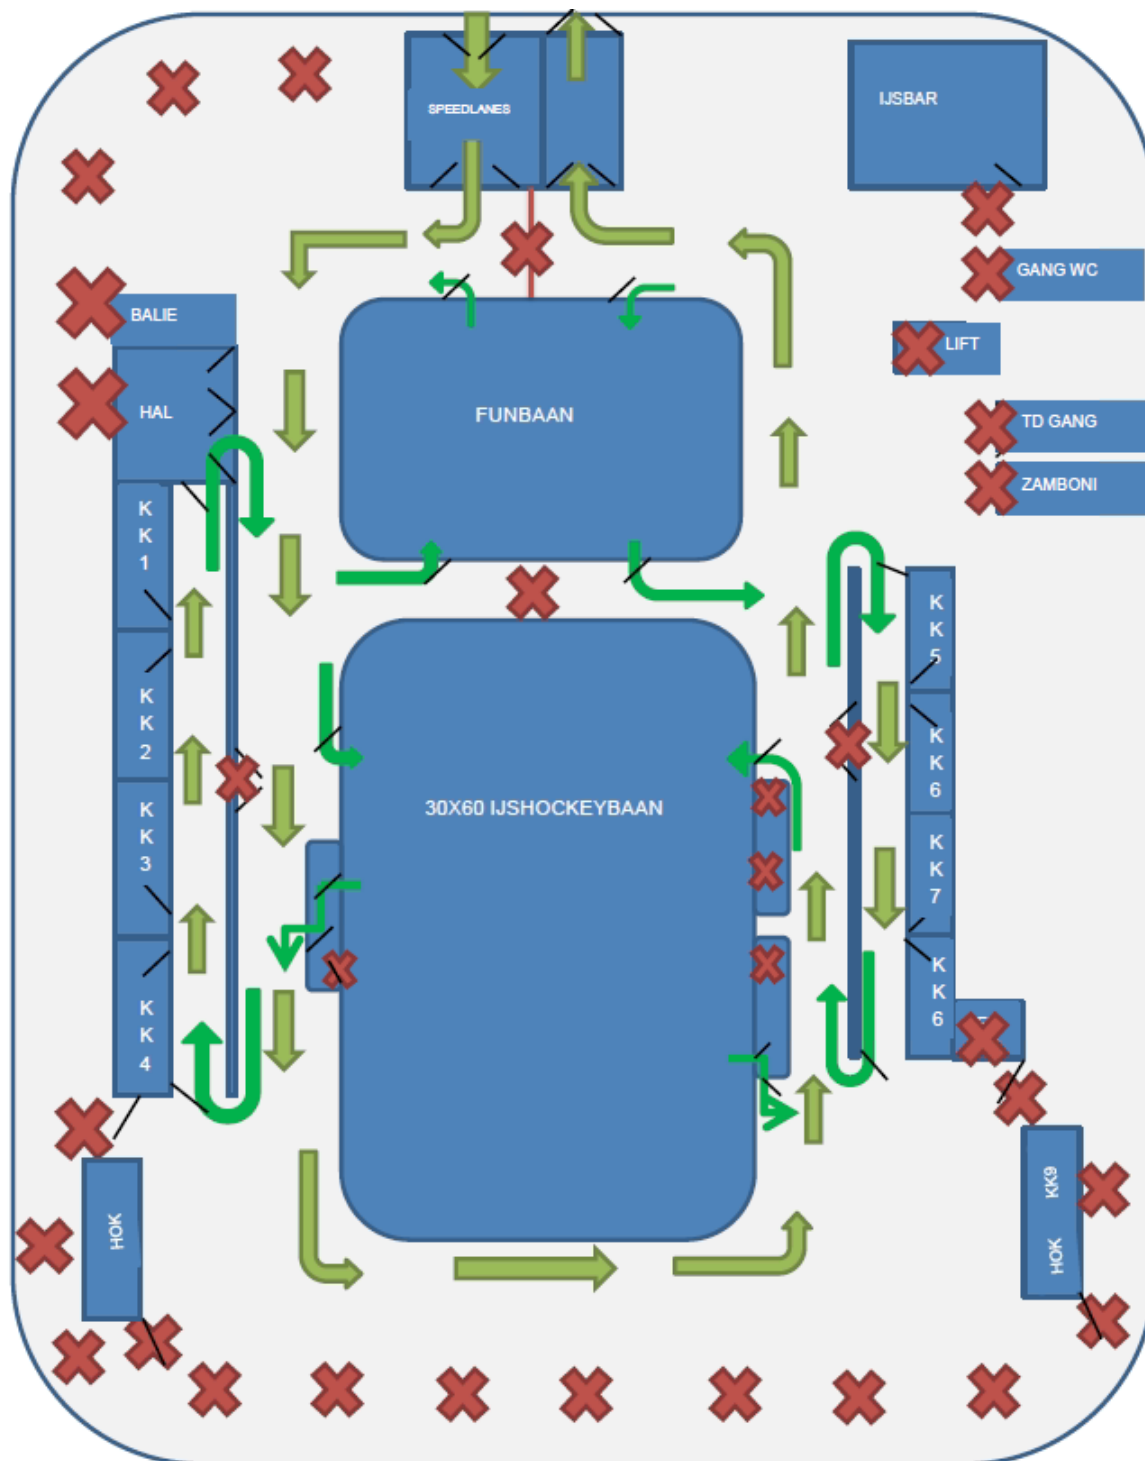 SPEEDLANES
IJSBAR
GANG WC
BALIE
LIFT
HAL
FUNBAAN
TD GANG
ZAMBONI
K
K
1
K
K
5
K
K
2
K
K
6
30X60 IJSHOCKEYBAAN
K
K
3
K
K
7
K
K
4
K
K
6
HOK
KK9
HOK